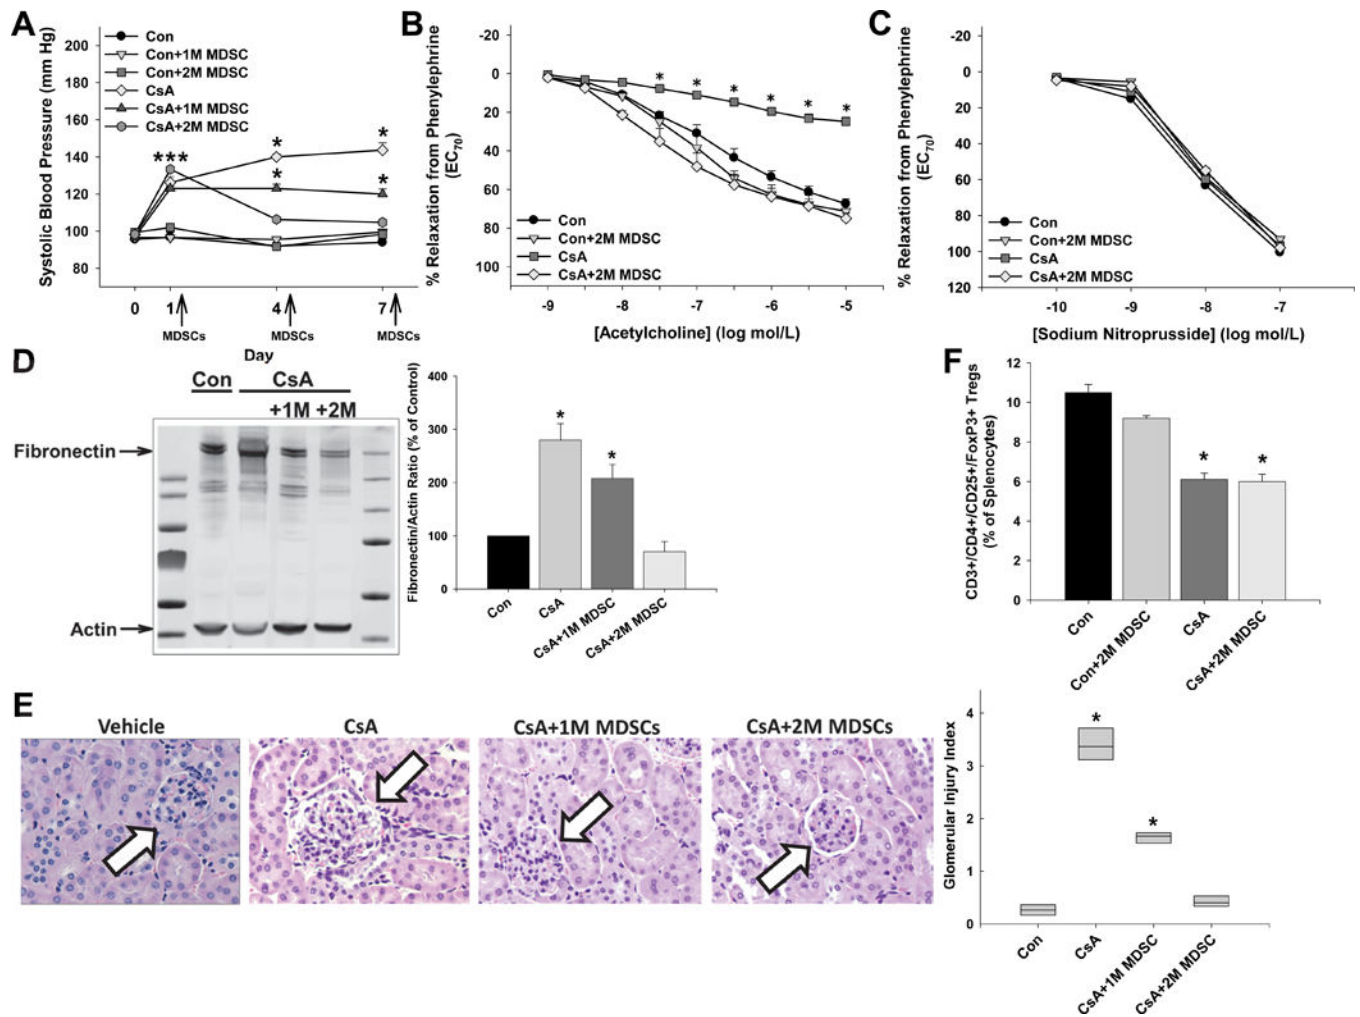 A
Systolic Blood Pressure (mm Hg)
200
180
160
140
120
100
80
Con
Con+1M MDSC
Con+2M MDSC
CsA
CsA+1M MDSC
CsA+2M MDSC
***
*
*
*
*
0
1
4
7
MDSCs
MDSCs
MDSCs
Day
B
% Relaxation from Phenylephrine
(EC70)
-20
0
20
40
60
80
100
* * * * * *
Con
Con+2M MDSC
CsA
CsA+2M MDSC
-9
-8
-7
-6
-5
[Acetylcholine] (log mol/L)
C
% Relaxation from Phenylephrine
(EC70)
-20
0
20
40
60
80
100
120
Con
Con+2M MDSC
CsA
CsA+2M MDSC
-10
-9
-8
-7
[Sodium Nitroprusside] (log mol/L)
D
Con CsA
+1M +2M
Fibronectin
Actin
Fibronectin/Actin Ratio (% of Control)
400
300
200
100
0
*
*
Con
CsA
CsA+1M MDSC
CsA+2M MDSC
F
CD3+/CD4+/CD25+/FoxP3+ Tregs
(% of Splenocytes)
12
10
8
6
4
2
0
*
*
Con
Con+2M MDSC
CsA
CsA+2M MDSC
E
Vehicle
CsA
CsA+1M MDSCs
CsA+2M MDSCs
Glomerular Injury Index
4
3
2
1
0
*
*
Con
CsA
CsA+1M MDSC
CsA+2M MDSC